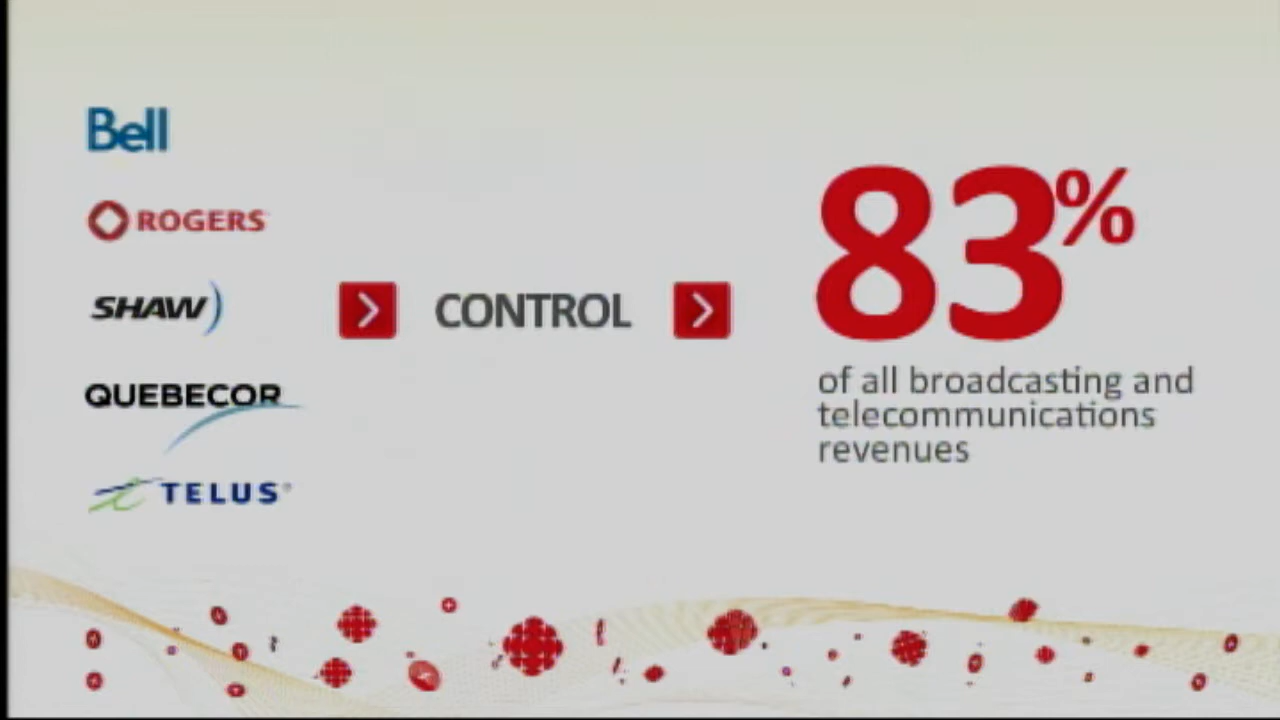 Bell
ROGERS
SHAW)
QUEBECOR
TELUS®
CONTROL
83%
of all broadcasting and
telecommunications
revenues